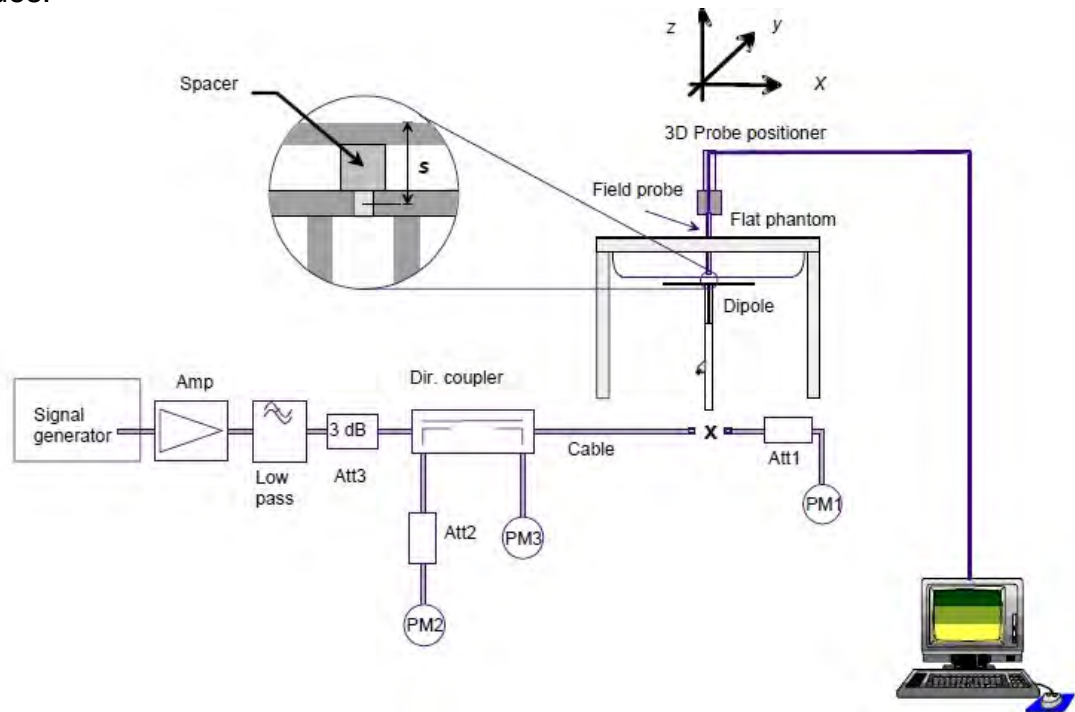 z
y
X
Spacer
s
3D Probe positioner
Field probe
Flat phantom
Dipole
Signal
generator
Amp
Low
pass
3 dB
Att3
Dir. coupler
Att2
PM2
PM3
Cable
x
Att1
PM1